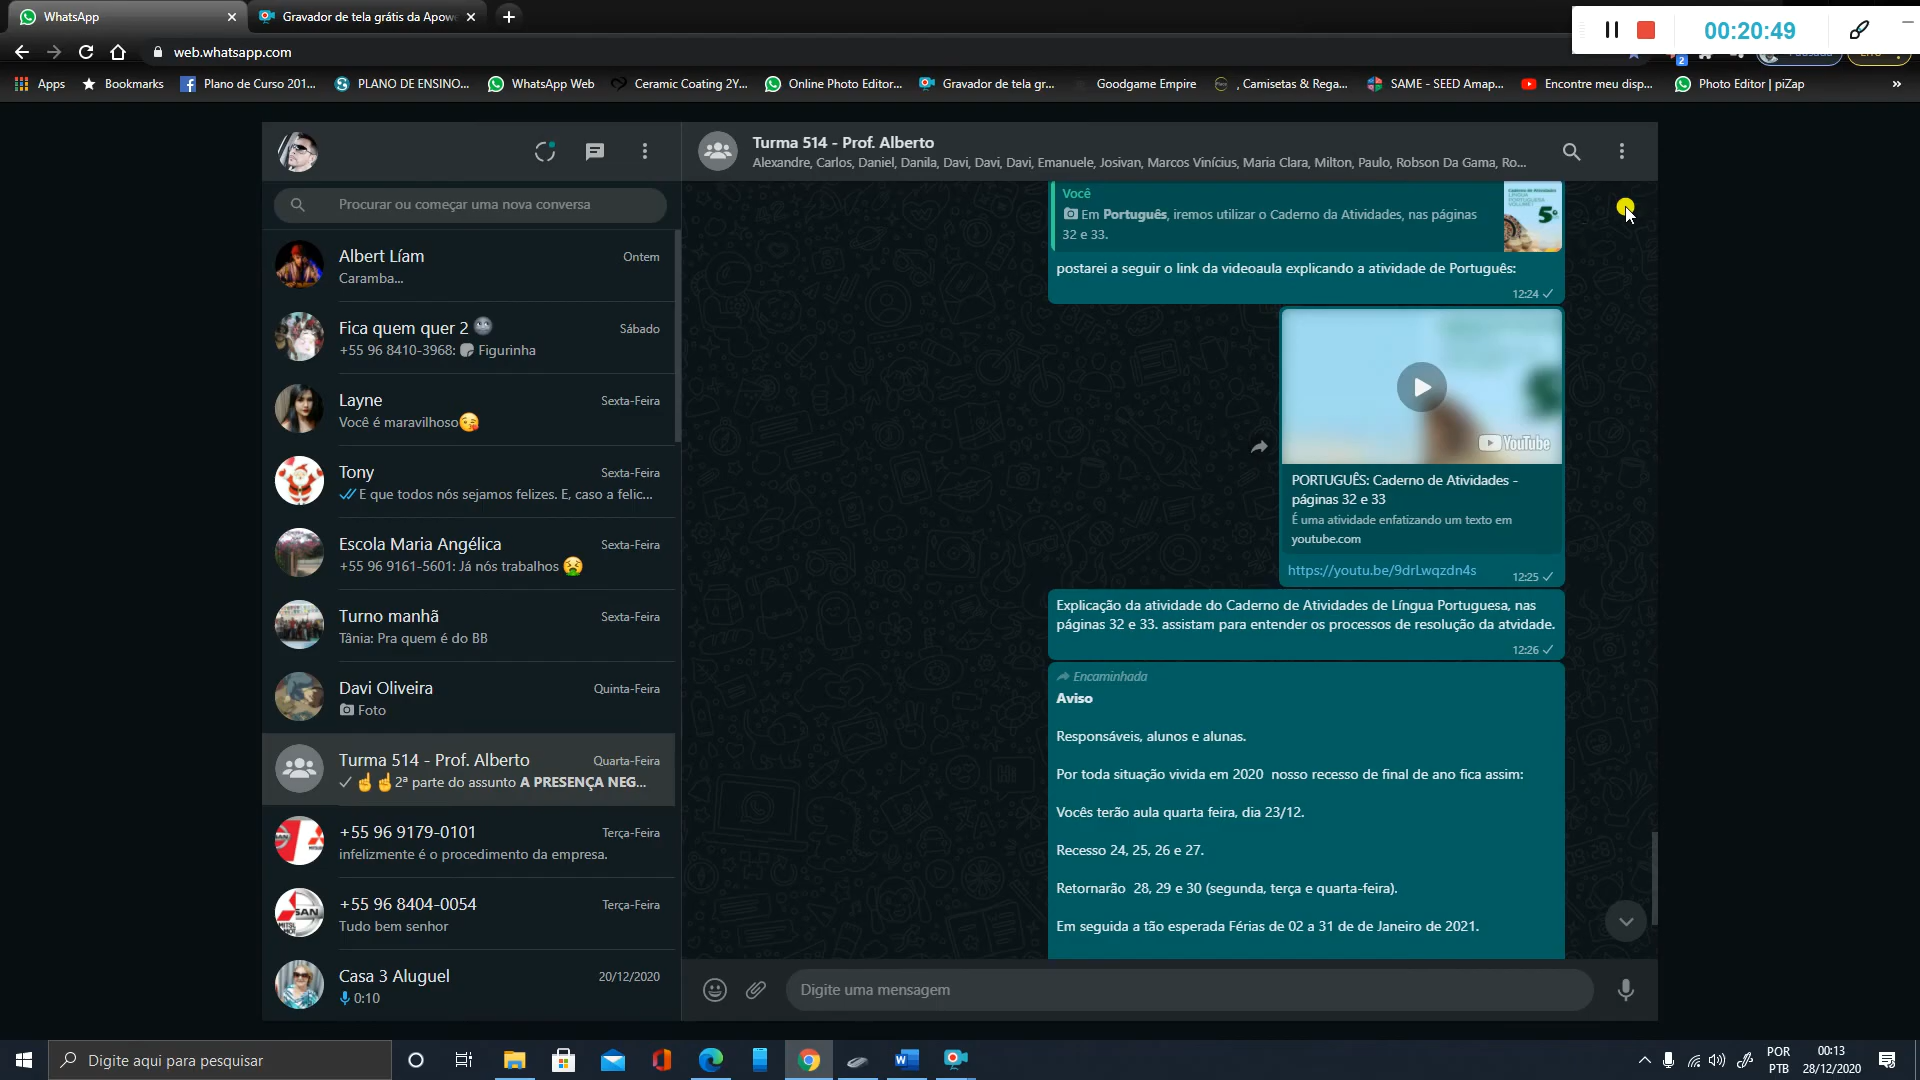 WhatsApp
Gravador de tela grátis da Apowe
00:20:49
web.whatsapp.com
2
Apps
Bookmarks
Plano de Curso 201...
PLANO DE ENSINO...
WhatsApp Web
Ceramic Coating 2Y...
Online Photo Editor...
Gravador de tela gr...
Goodgame Empire
, Camisetas & Rega...
SAME - SEED Amap...
Encontre meu disp...
Photo Editor | piZap
»
Procurar ou começar uma nova conversa
Albert Líam
Ontem
Caramba...
Fica quem quer 2 🌚
Sábado
+55 96 8410-3968: Figurinha
Layne
Sexta-Feira
Você é maravilhoso😘
Tony
Sexta-Feira
E que todos nós sejamos felizes. E, caso a felic...
Escola Maria Angélica
Sexta-Feira
+55 96 9161-5601: Já nós trabalhos 🤮
Turno manhã
Sexta-Feira
Tânia: Pra quem é do BB
Davi Oliveira
Quinta-Feira
Foto
Turma 514 - Prof. Alberto
Quarta-Feira
☝☝2ª parte do assunto A PRESENÇA NEG...
+55 96 9179-0101
Terça-Feira
infelizmente é o procedimento da empresa.
+55 96 8404-0054
Terça-Feira
Tudo bem senhor
Casa 3 Aluguel
20/12/2020
0:10
Turma 514 - Prof. Alberto
Alexandre, Carlos, Daniel, Danila, Davi, Davi, Davi, Emanuele, Josivan, Marcos Vinícius, Maria Clara, Milton, Paulo, Robson Da Gama, Ro...
Você
Em Português, iremos utilizar o Caderno da Atividades, nas páginas
32 e 33.
5º
postarei a seguir o link da videoaula explicando a atividade de Português:
12:24
YouTube
PORTUGUÊS: Caderno de Atividades -
páginas 32 e 33
É uma atividade enfatizando um texto em
youtube.com
https://youtu.be/9drLwqzdn4s
12:25
Explicação da atividade do Caderno de Atividades de Língua Portuguesa, nas
páginas 32 e 33. assistam para entender os processos de resolução da atvidade.
12:26
Encaminhada
Aviso
Responsáveis, alunos e alunas.
Por toda situação vivida em 2020 nosso recesso de final de ano fica assim:
Vocês terão aula quarta feira, dia 23/12.
Recesso 24, 25, 26 e 27.
Retornarão 28, 29 e 30 (segunda, terça e quarta-feira).
Em seguida a tão esperada Férias de 02 a 31 de de Janeiro de 2021.
Digite uma mensagem
Digite aqui para pesquisar
POR
PTB
00:13
28/12/2020